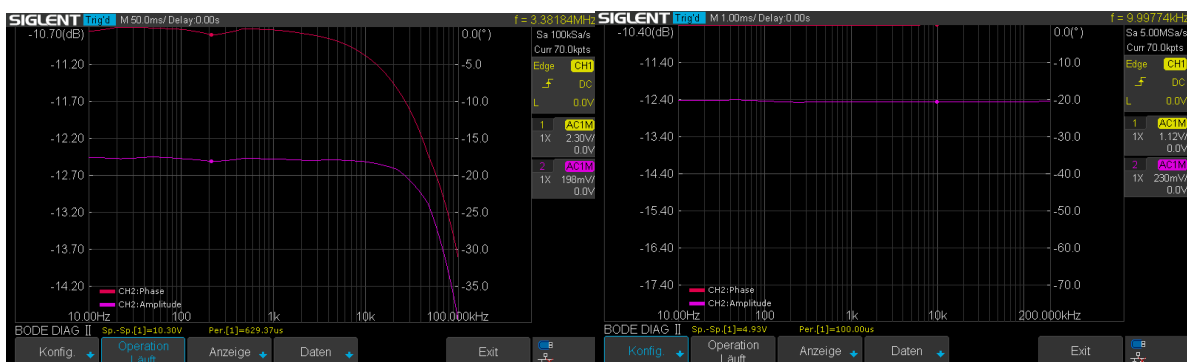 SIGLENT Trig'd M 50.0ms/ Delay:0.00s f = 3.38184MHz
-10.70(dB) 0.0(°) Sa 100kSa/s
Curr 70.0kpts
-11.20 -5.0 Edge CH1
DC
-11.70 -10.0 L 0.0V
1 AC1M
-12.20 -15.0 1X 2.30V/
0.0V
2 AC1M
-12.70 -20.0 1X 198mV/
0.0V
-13.20 -25.0
-13.70 -30.0
-14.20 -35.0
CH2:Phase
CH2:Amplitude
10.00Hz 100 1k 10k 100.000kHz
BODE DIAG II Sp.-Sp.[1]=10.30V Per.[1]=629.37us
Konfig. Operation Läuft Anzeige Daten Exit
SIGLENT Trig'd M 1.00ms/ Delay:0.00s f = 9.99774kHz
-10.40(dB) 0.0(°) Sa 5.00MSa/s
Curr 70.0kpts
-11.40 -10.0 Edge CH1
DC
-12.40 -20.0 L 0.0V
1 AC1M
-13.40 -30.0 1X 1.12V/
0.0V
2 AC1M
-14.40 -40.0 1X 230mV/
0.0V
-15.40 -50.0
-16.40 -60.0
-17.40 -70.0
CH2:Phase
CH2:Amplitude
10.00Hz 100 1k 10k 200.000kHz
BODE DIAG II Sp.-Sp.[1]=4.93V Per.[1]=100.00us
Konfig. Operation Läuft Anzeige Daten Exit